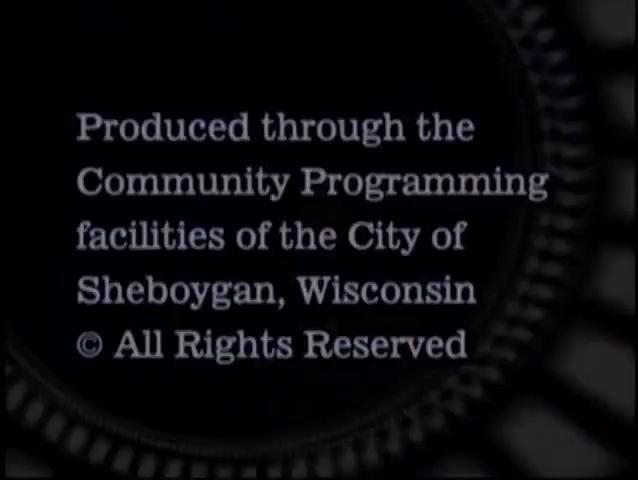 Produced through the
Community Programming
facilities of the City of
Sheboygan, Wisconsin
© All Rights Reserved